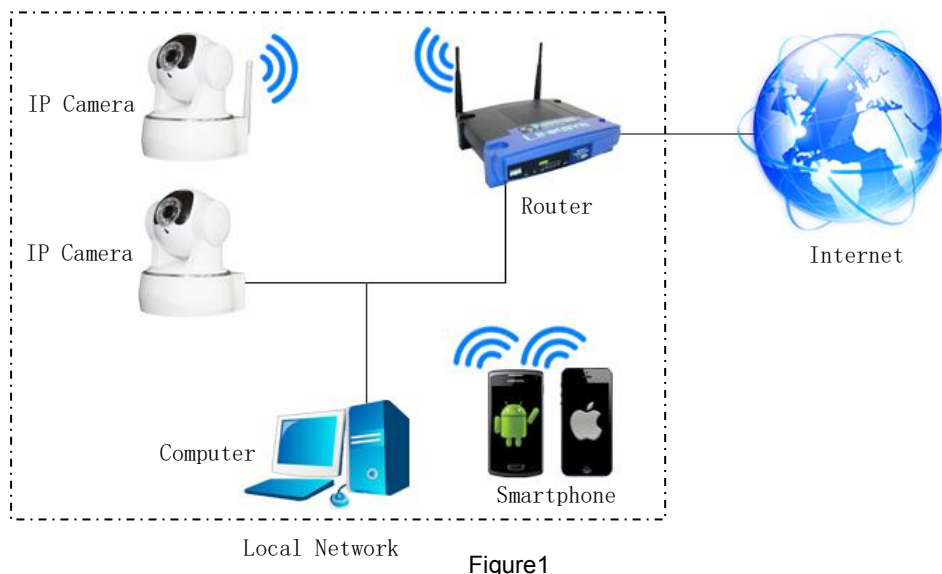 IP Camera
Router
IP Camera
Internet
Computer
Smartphone
Local Network
Figure1